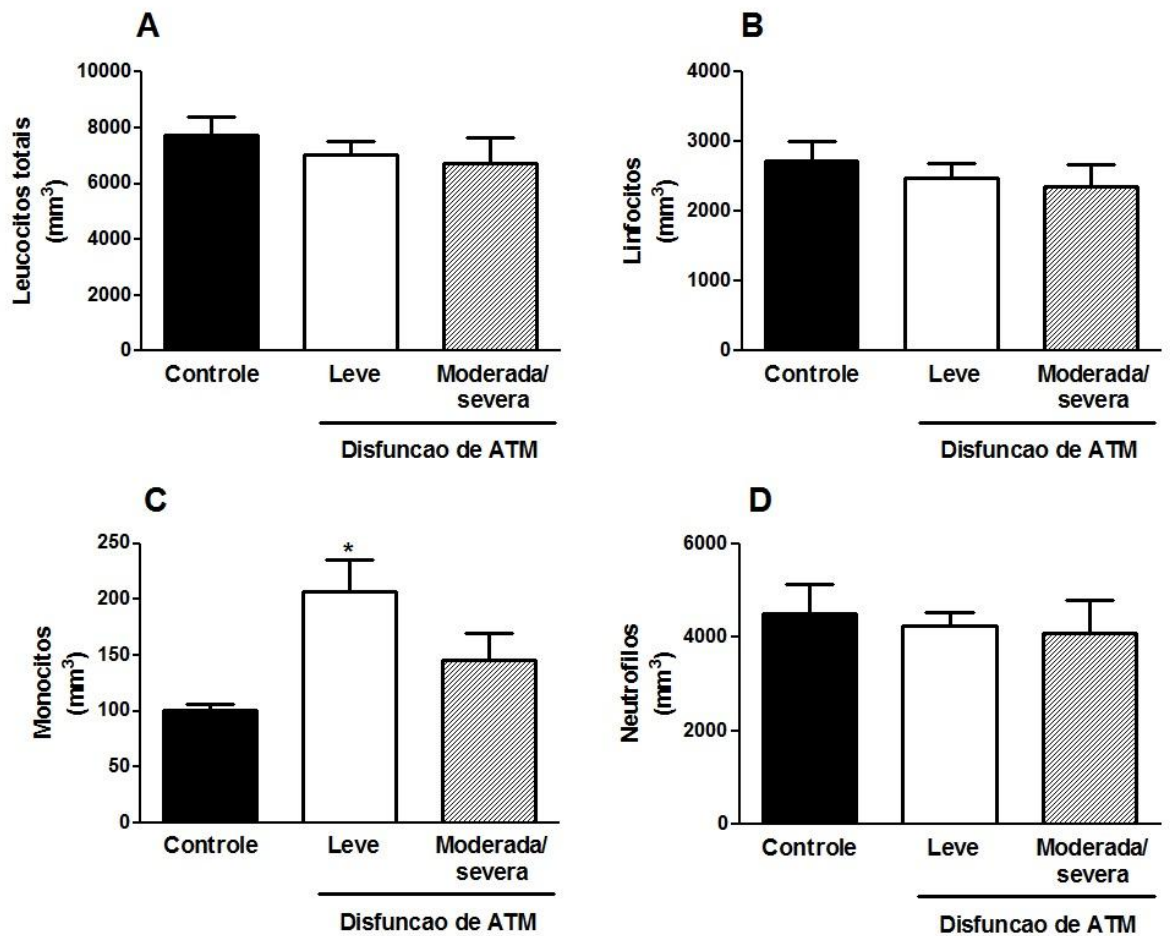 A
Leucocitos totais
(mm³)
10000
8000
6000
4000
2000
0
Controle
Leve
Moderada/
severa
Disfuncao de ATM
B
Linfocitos
(mm³)
4000
3000
2000
1000
0
Controle
Leve
Moderada/
severa
Disfuncao de ATM
C
Monocitos
(mm³)
250
200
150
100
50
0
*
Controle
Leve
Moderada/
severa
Disfuncao de ATM
D
Neutrofilos
(mm³)
6000
4000
2000
0
Controle
Leve
Moderada/
severa
Disfuncao de ATM